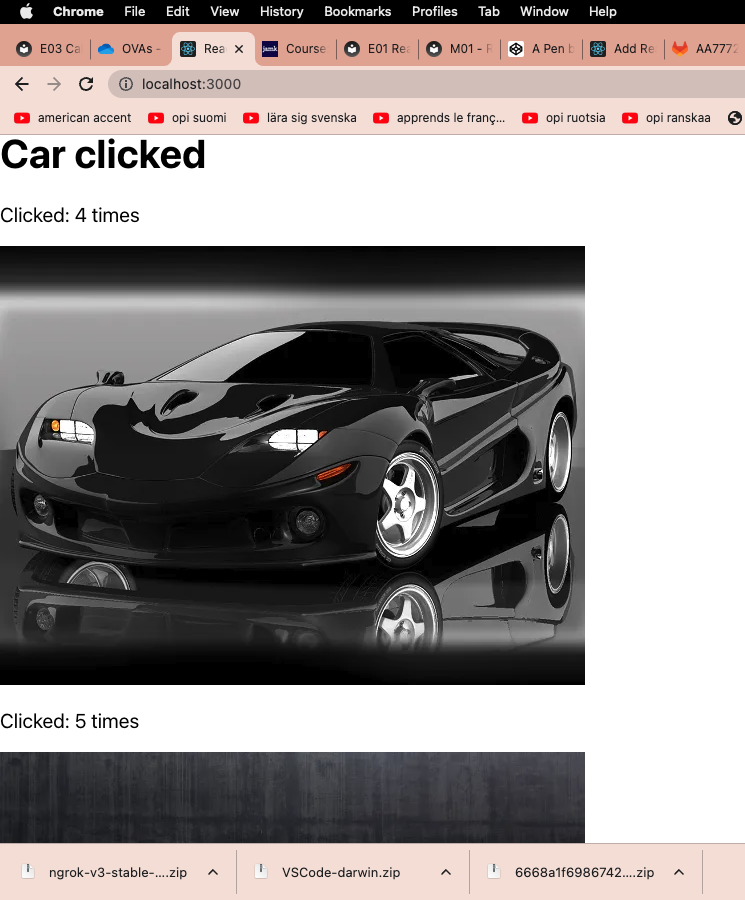 Chrome File Edit View History Bookmarks Profiles Tab Window Help
E03 Ca OVAs - Rea jamk Course E01 Rea M01 - R A Pen b Add Re AA7772
localhost:3000
american accent opi suomi lära sig svenska apprends le franç... opi ruotsia opi ranskaa
Car clicked
Clicked: 4 times
Clicked: 5 times
ngrok-v3-stable-....zip VSCode-darwin.zip 6668a1f6986742....zip